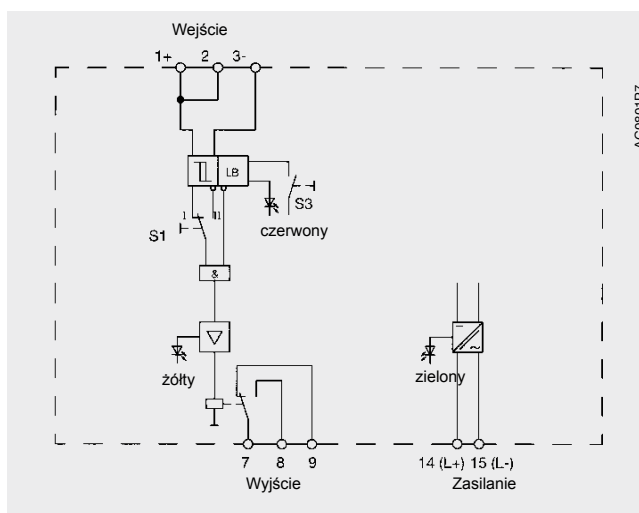 Wejście
1+ 2 3-
LB
S3
I II
S1
czerwony
&
żółty
zielony
7 8 9
14 (L+) 15 (L-)
Wyjście
Zasilanie